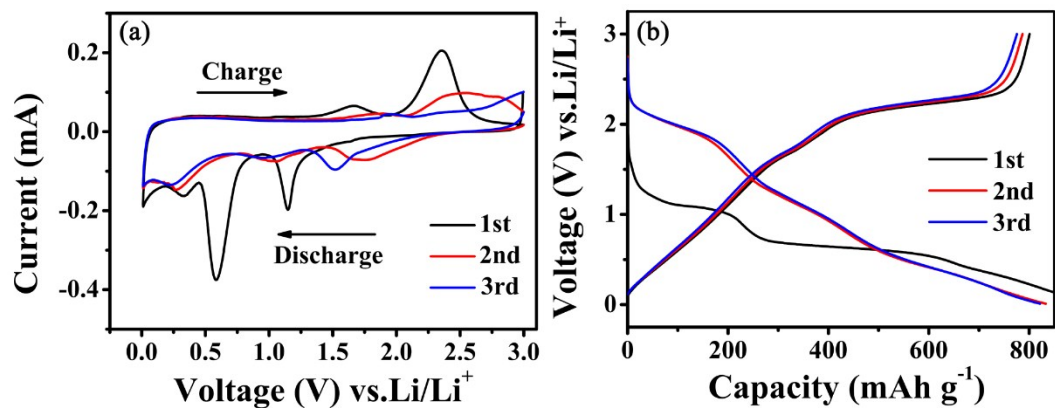 (a)
Charge
Discharge
1st
2nd
3rd
0.2
0.0
-0.2
-0.4
Current (mA)
0.0 0.5 1.0 1.5 2.0 2.5 3.0
Voltage (V) vs.Li/Li⁺
(b)
1st
2nd
3rd
3
2
1
0
Voltage (V) vs.Li/Li⁺
0 200 400 600 800
Capacity (mAh g⁻¹)